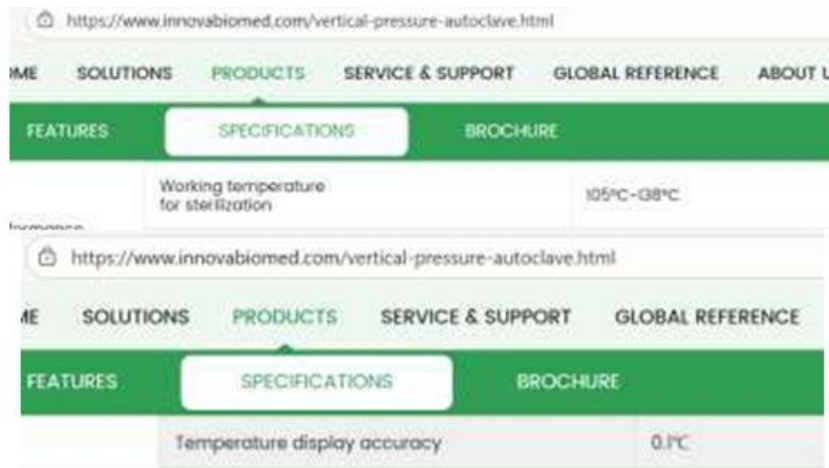 https://www.innovabiomed.com/vertical-pressure-autoclave.html
SOLUTIONS PRODUCTS SERVICE & SUPPORT GLOBAL REFERENCE ABOUT U
FEATURES SPECIFICATIONS BROCHURE
Working temperature
for sterilization
105°C-138°C
https://www.innovabiomed.com/vertical-pressure-autoclave.html
SOLUTIONS PRODUCTS SERVICE & SUPPORT GLOBAL REFERENCE
FEATURES SPECIFICATIONS BROCHURE
Temperature display accuracy 0.1°C